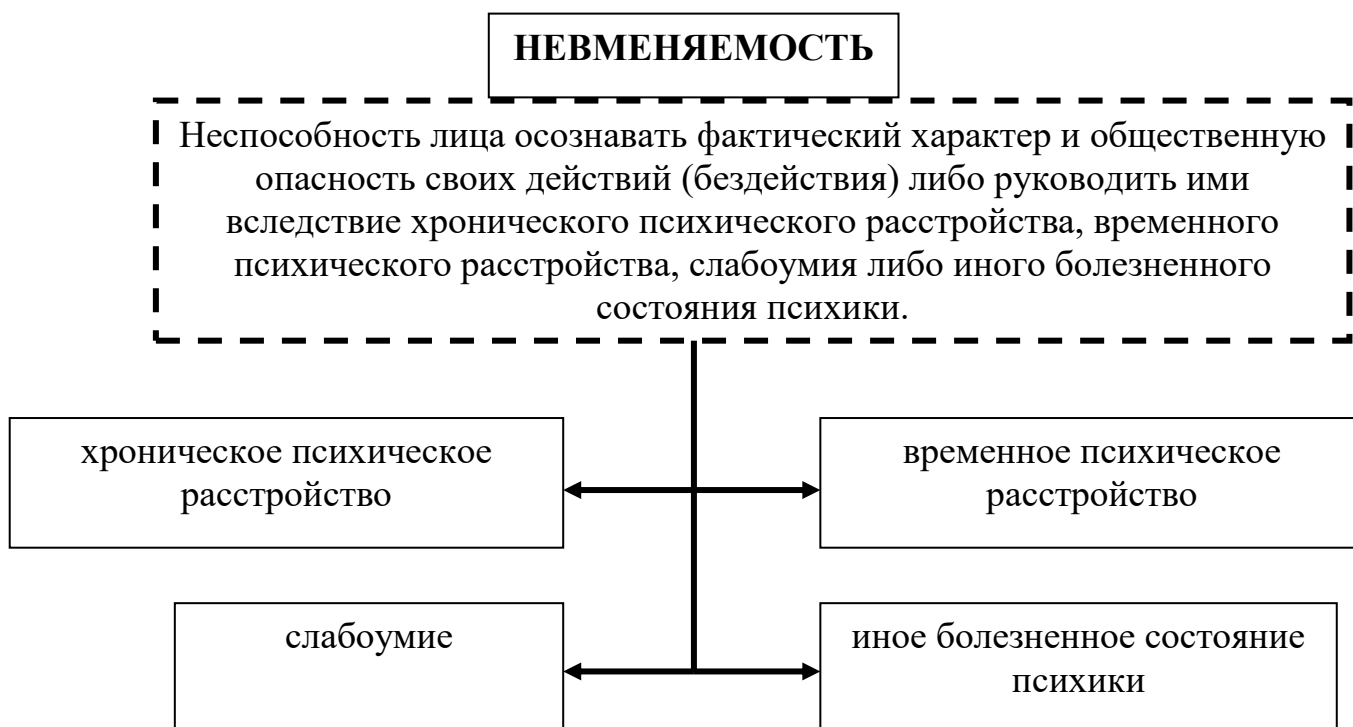 НЕВМЕНЯЕМОСТЬ
Неспособность лица осознавать фактический характер и общественную
опасность своих действий (бездействия) либо руководить ими
вследствие хронического психического расстройства, временного
психического расстройства, слабоумия либо иного болезненного
состояния психики.
хроническое психическое
расстройство
временное психическое
расстройство
слабоумие
иное болезненное состояние
психики